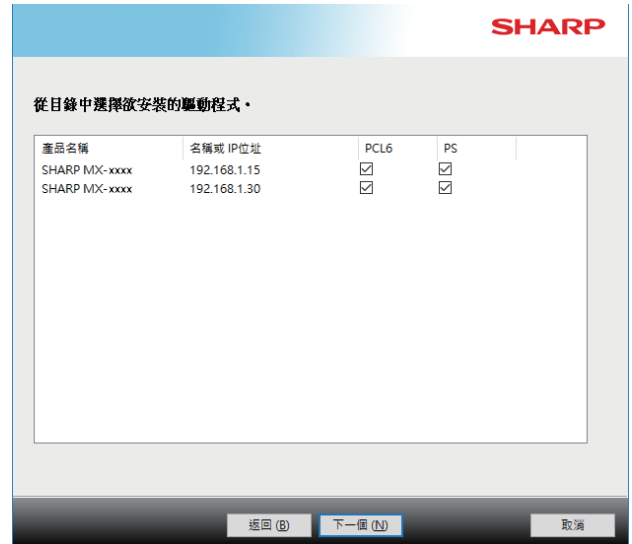 SHARP
從目錄中選擇欲安裝的驅動程式。
產品名稱 名稱或 IP位址 PCL6 PS
SHARP MX-xxxx 192.168.1.15
SHARP MX-xxxx 192.168.1.30
返回 (B) 下一個 (N) 取消